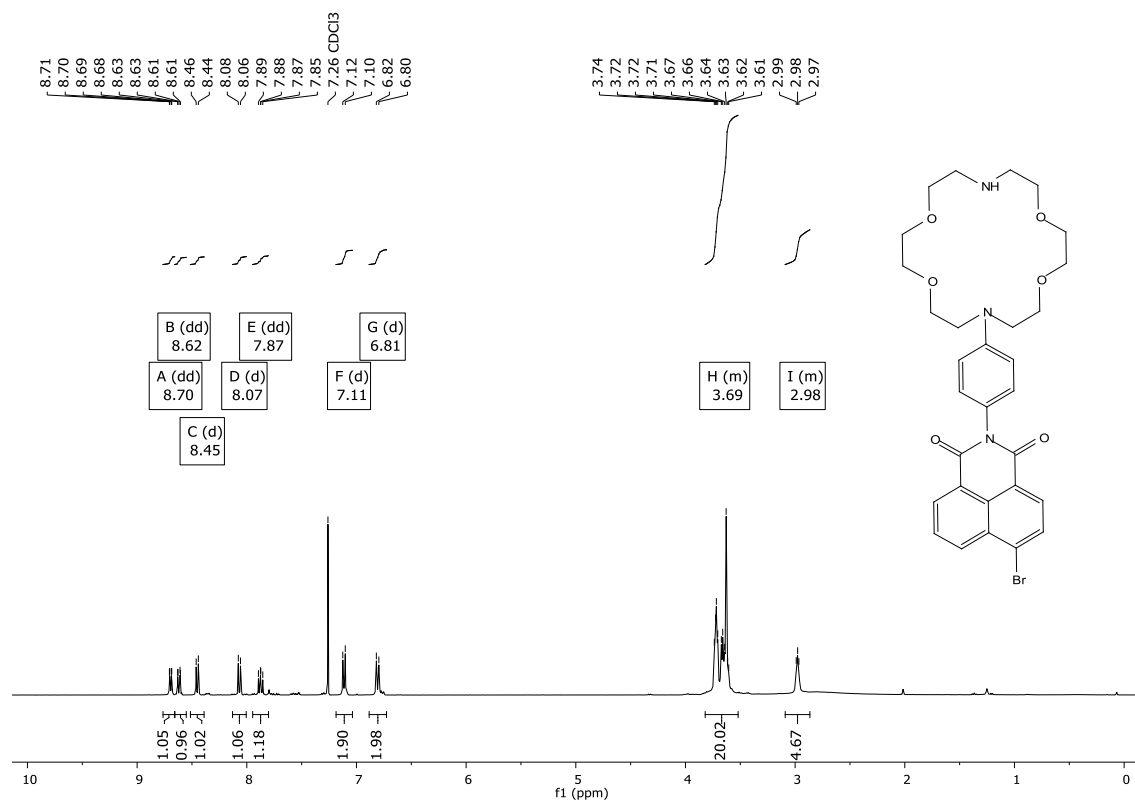 8.71
8.70
8.69
8.68
8.63
8.63
8.61
8.61
8.46
8.44
8.08
8.06
7.89
7.88
7.87
7.85
7.26 CDCl3
7.12
7.10
6.82
6.80
3.74
3.72
3.72
3.71
3.67
3.66
3.64
3.63
3.62
3.61
2.99
2.98
2.97
NH
O
O
O
O
N
N
O
O
Br
B (dd)
8.62
E (dd)
7.87
G (d)
6.81
A (dd)
8.70
D (d)
8.07
F (d)
7.11
H (m)
3.69
I (m)
2.98
C (d)
8.45
1.05
0.96
1.02
1.06
1.18
1.90
1.98
20.02
4.67
10 9 8 7 6 5 4 3 2 1 0
f1 (ppm)